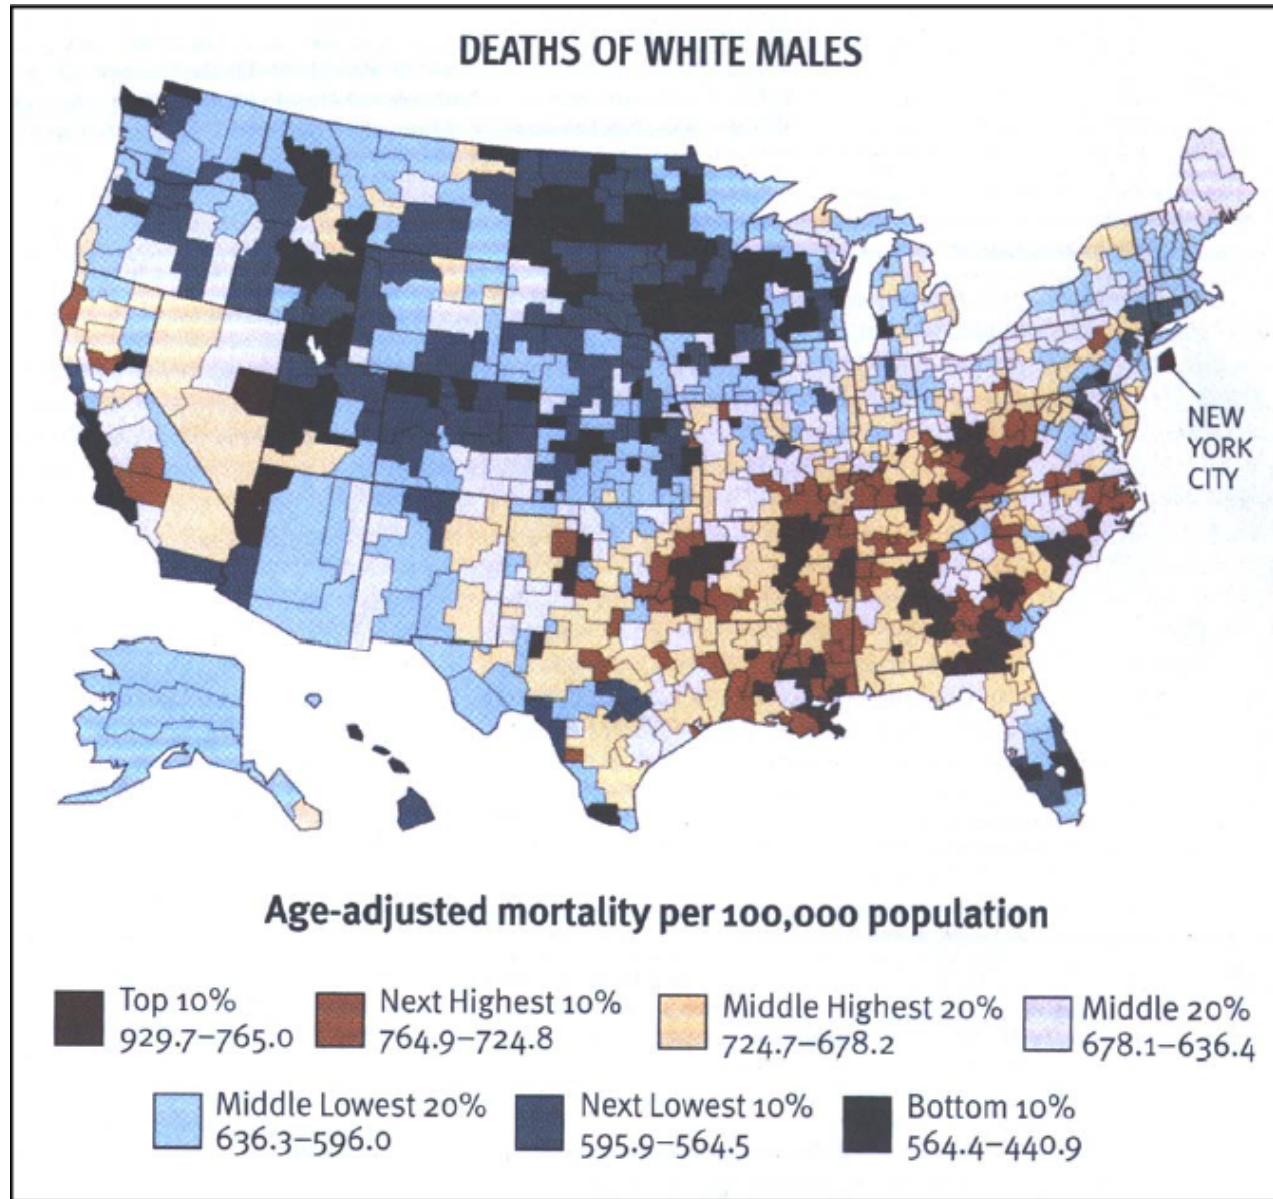 DEATHS OF WHITE MALES
NEW
YORK
CITY
Age-adjusted mortality per 100,000 population
Top 10%
929.7–765.0
Next Highest 10%
764.9–724.8
Middle Highest 20%
724.7–678.2
Middle 20%
678.1–636.4
Middle Lowest 20%
636.3–596.0
Next Lowest 10%
595.9–564.5
Bottom 10%
564.4–440.9